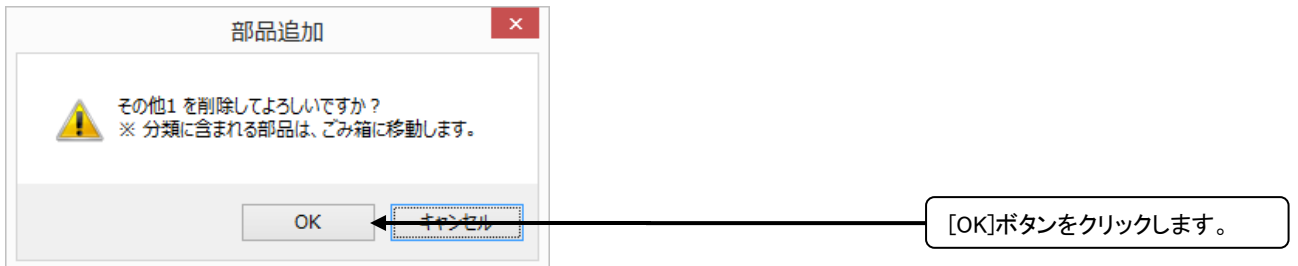 部品追加
その他1 を削除してよろしいですか?
※ 分類に含まれる部品は、ごみ箱に移動します。
OK
キャンセル
[OK]ボタンをクリックします。